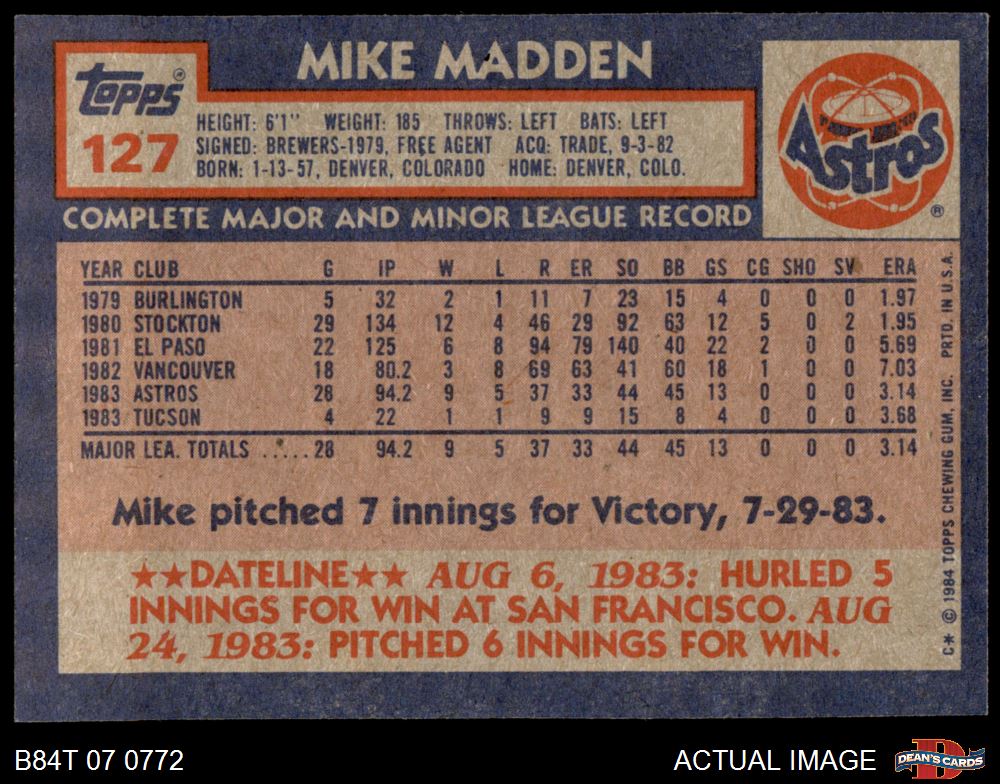 MIKE MADDEN
Topps®
127
HEIGHT: 6'1" WEIGHT: 185 THROWS: LEFT BATS: LEFT
SIGNED: BREWERS-1979, FREE AGENT ACQ: TRADE, 9-3-82
BORN: 1-13-57, DENVER, COLORADO HOME: DENVER, COLO.
Astros®
COMPLETE MAJOR AND MINOR LEAGUE RECORD
YEAR CLUB G IP W L R ER SO BB GS CG SHO SV ERA
1979 BURLINGTON 5 32 2 1 11 7 23 15 4 0 0 0 1.97
1980 STOCKTON 29 134 12 4 46 29 92 63 12 5 0 2 1.95
1981 EL PASO 22 125 6 8 94 79 140 40 22 2 0 0 5.69
1982 VANCOUVER 18 80.2 3 8 69 63 41 60 18 1 0 0 7.03
1983 ASTROS 28 94.2 9 5 37 33 44 45 13 0 0 0 3.14
1983 TUCSON 4 22 1 1 9 9 15 8 4 0 0 0 3.68
MAJOR LEA. TOTALS .....28 94.2 9 5 37 33 44 45 13 0 0 0 3.14
Mike pitched 7 innings for Victory, 7-29-83.
★★DATELINE★★ AUG 6, 1983: HURLED 5
INNINGS FOR WIN AT SAN FRANCISCO. AUG
24, 1983: PITCHED 6 INNINGS FOR WIN.
C* © 1984 TOPPS CHEWING GUM, INC. PRTD. IN U.S.A.
B84T 07 0772
ACTUAL IMAGE
D
DEAN'S CARDS